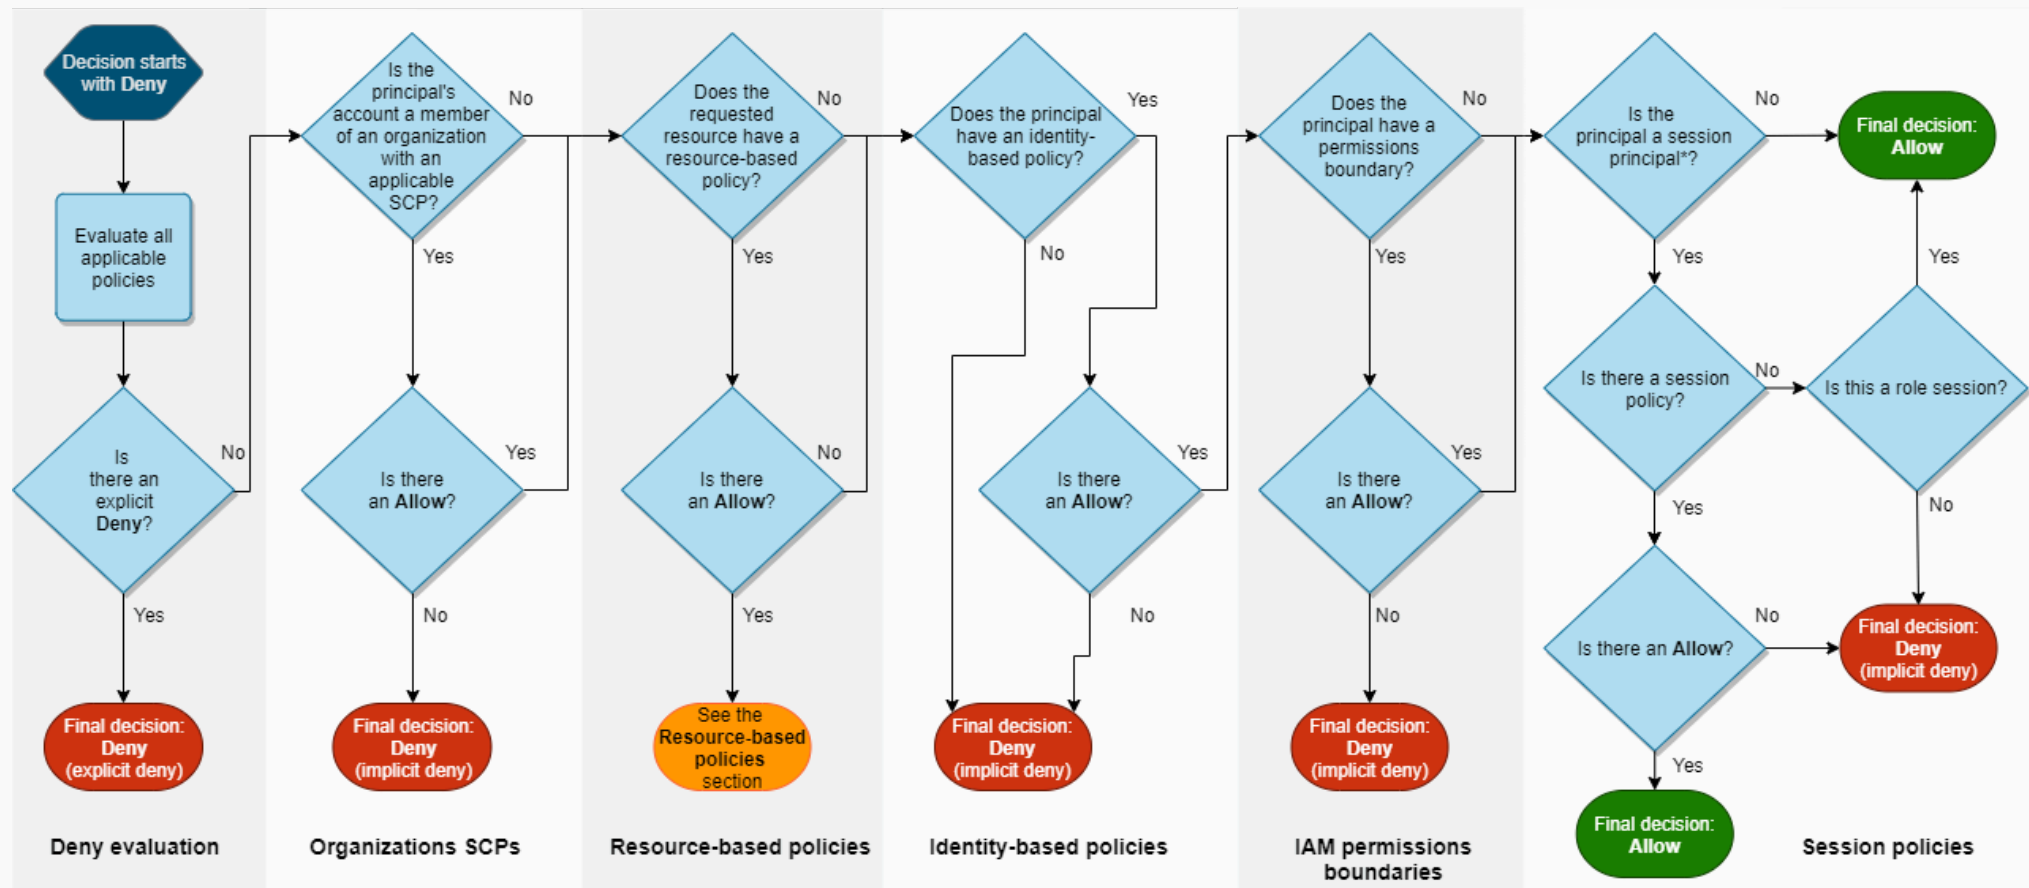 Decision starts
with Deny
Evaluate all
applicable
policies
Is
there an
explicit
Deny?
No
Yes
Final decision:
Deny
(explicit deny)
Deny evaluation
Is the
principal's
account a member
of an organization
with an
applicable
SCP?
No
Yes
Is there
an Allow?
Yes
No
Final decision:
Deny
(implicit deny)
Organizations SCPs
Does the
requested
resource have a
resource-based
policy?
No
Yes
Is there
an Allow?
No
Yes
See the
Resource-based
policies
section
Resource-based policies
Does the principal
have an identity-
based policy?
Yes
No
Is there
an Allow?
Yes
No
Final decision:
Deny
(implicit deny)
Identity-based policies
Does the
principal have a
permissions
boundary?
No
Yes
Is there
an Allow?
Yes
No
Final decision:
Deny
(implicit deny)
IAM permissions
boundaries
Is the
principal a session
principal*?
No
Final decision:
Allow
Yes
Yes
Is there a session
policy?
No
Is this a role session?
Yes
No
Is there an Allow?
No
Final decision:
Deny
(implicit deny)
Yes
Final decision:
Allow
Session policies